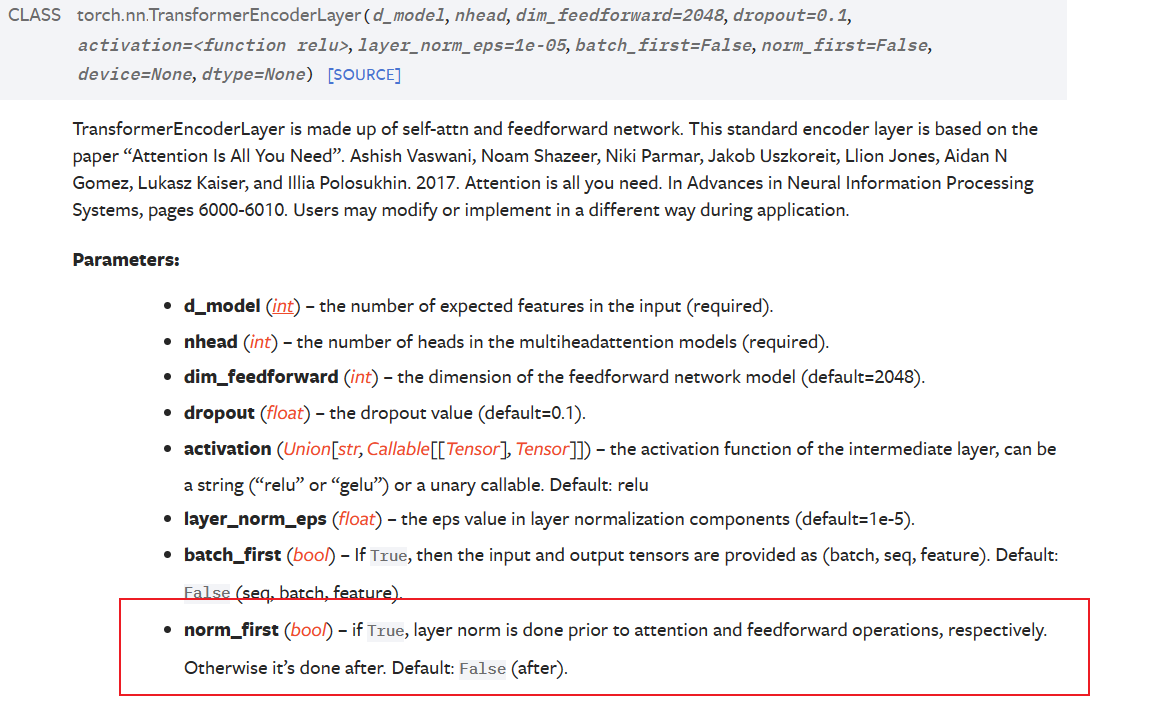 CLASS torch.nn.TransformerEncoderLayer(d_model, nhead, dim_feedforward=2048, dropout=0.1,
activation=<function relu>, layer_norm_eps=1e-05, batch_first=False, norm_first=False,
device=None, dtype=None) [SOURCE]
TransformerEncoderLayer is made up of self-attn and feedforward network. This standard encoder layer is based on the
paper “Attention Is All You Need”. Ashish Vaswani, Noam Shazeer, Niki Parmar, Jakob Uszkoreit, Llion Jones, Aidan N
Gomez, Lukasz Kaiser, and Illia Polosukhin. 2017. Attention is all you need. In Advances in Neural Information Processing
Systems, pages 6000-6010. Users may modify or implement in a different way during application.
Parameters:
• d_model (int) – the number of expected features in the input (required).
• nhead (int) – the number of heads in the multiheadattention models (required).
• dim_feedforward (int) – the dimension of the feedforward network model (default=2048).
• dropout (float) – the dropout value (default=0.1).
• activation (Union[str, Callable[[Tensor], Tensor]]) – the activation function of the intermediate layer, can be
a string (“relu” or “gelu”) or a unary callable. Default: relu
• layer_norm_eps (float) – the eps value in layer normalization components (default=1e-5).
• batch_first (bool) – If True, then the input and output tensors are provided as (batch, seq, feature). Default:
False (seq, batch, feature).
• norm_first (bool) – if True, layer norm is done prior to attention and feedforward operations, respectively.
Otherwise it’s done after. Default: False (after).